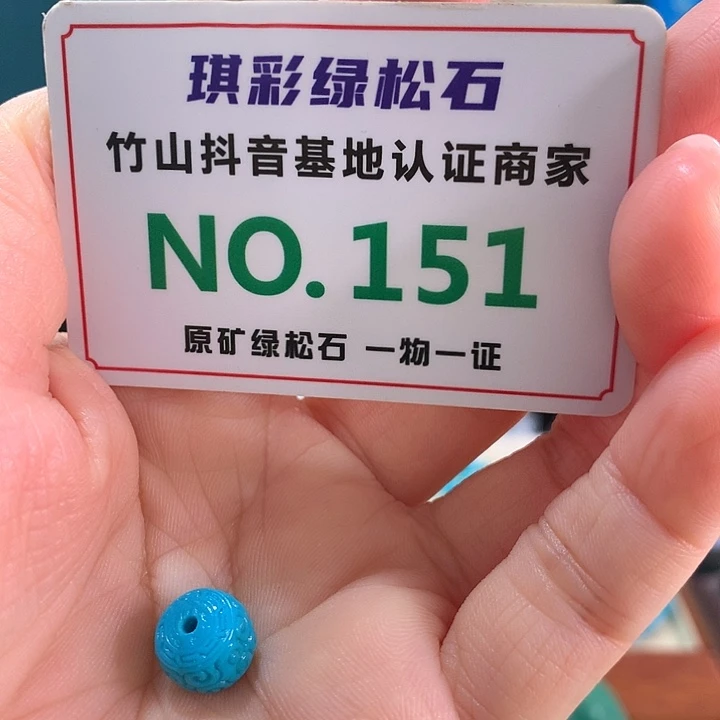 琪彩绿松石
竹山抖音基地认证商家
NO.151
原矿绿松石 一物一证